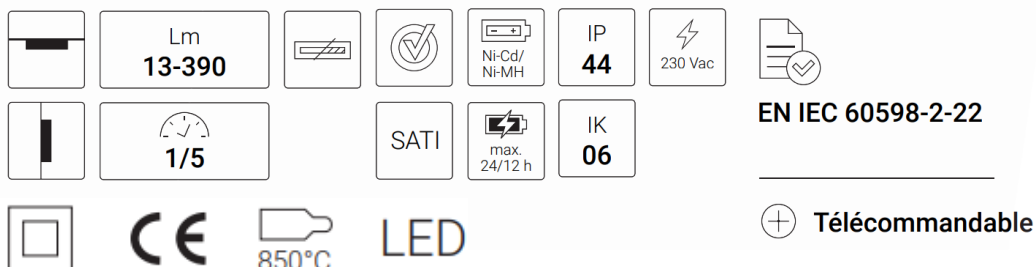 Lm
13-390
Ni-Cd/
Ni-MH
IP
44
230 Vac
EN IEC 60598-2-22
1/5
SATI
max.
24/12 h
IK
06
CE
850°C
LED
Télécommandable